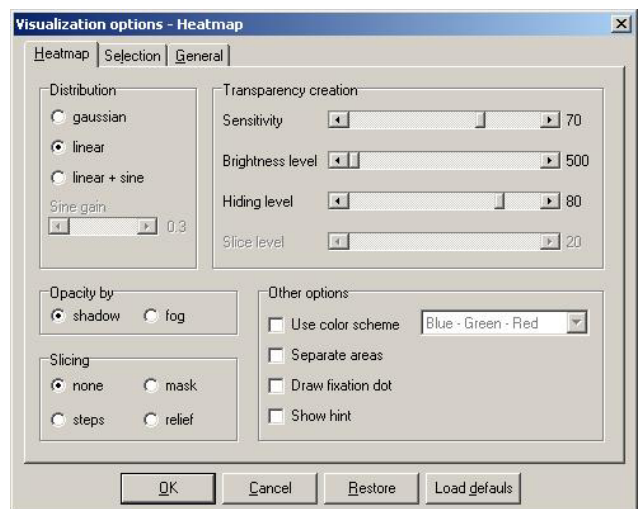 Visualization options - Heatmap
Heatmap Selection General
Distribution
gaussian
linear
linear + sine
Sine gain
0.3
Transparency creation
Sensitivity 70
Brightness level 500
Hiding level 80
Slice level 20
Opacity by
shadow fog
Slicing
none mask
steps relief
Other options
Use color scheme Blue - Green - Red
Separate areas
Draw fixation dot
Show hint
OK Cancel Restore Load defauls